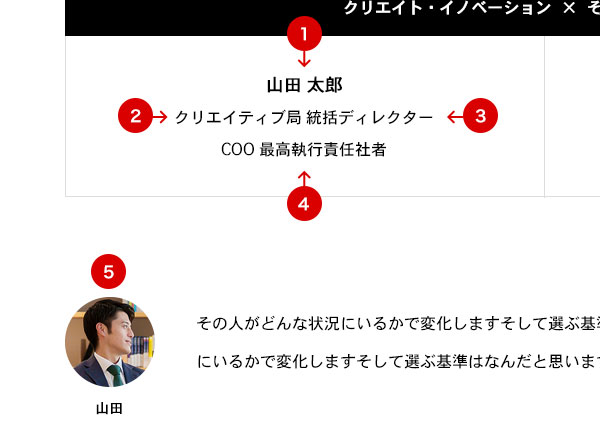 クリエイト・イノベーション × そ
1
山田 太郎
2 クリエイティブ局 統括ディレクター 3
COO 最高執行責任社者
4
5
その人がどんな状況にいるかで変化しますそして選ぶ基準
にいるかで変化しますそして選ぶ基準はなんだと思いま
山田